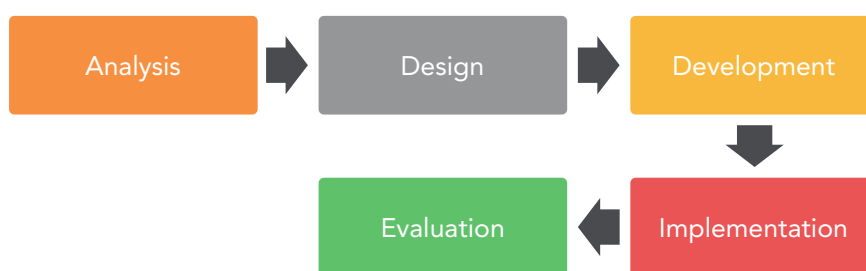 Analysis
Design
Development
Implementation
Evaluation